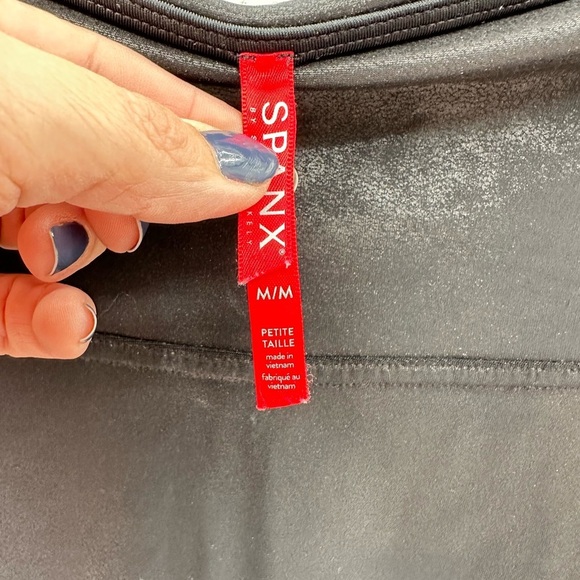 SPANX®
M/M
PETITE
TAILLE
made in
vietnam
fabriqué au
vietnam